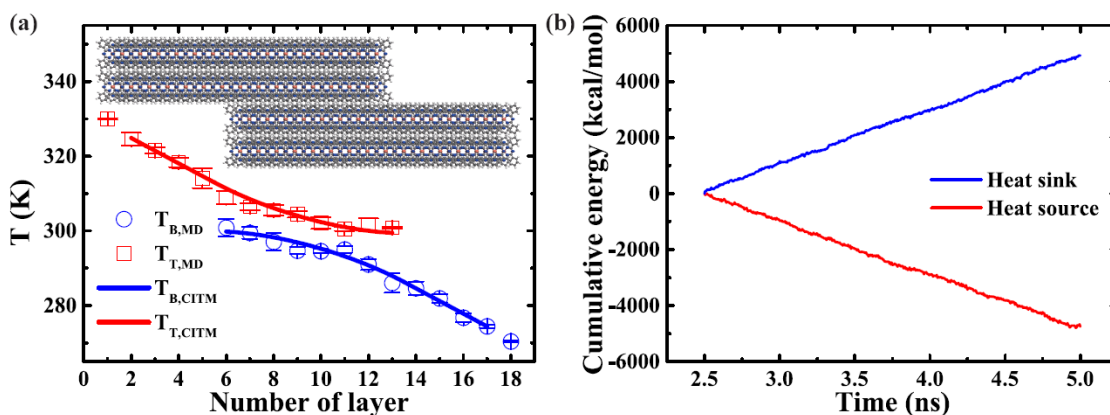 (a)
T (K)
340
320
300
280
T_B,MD
T_T,MD
T_B,CITM
T_T,CITM
0 2 4 6 8 10 12 14 16 18
Number of layer
(b)
Cumulative energy (kcal/mol)
6000
4000
2000
0
-2000
-4000
-6000
Heat sink
Heat source
2.5 3.0 3.5 4.0 4.5 5.0
Time (ns)